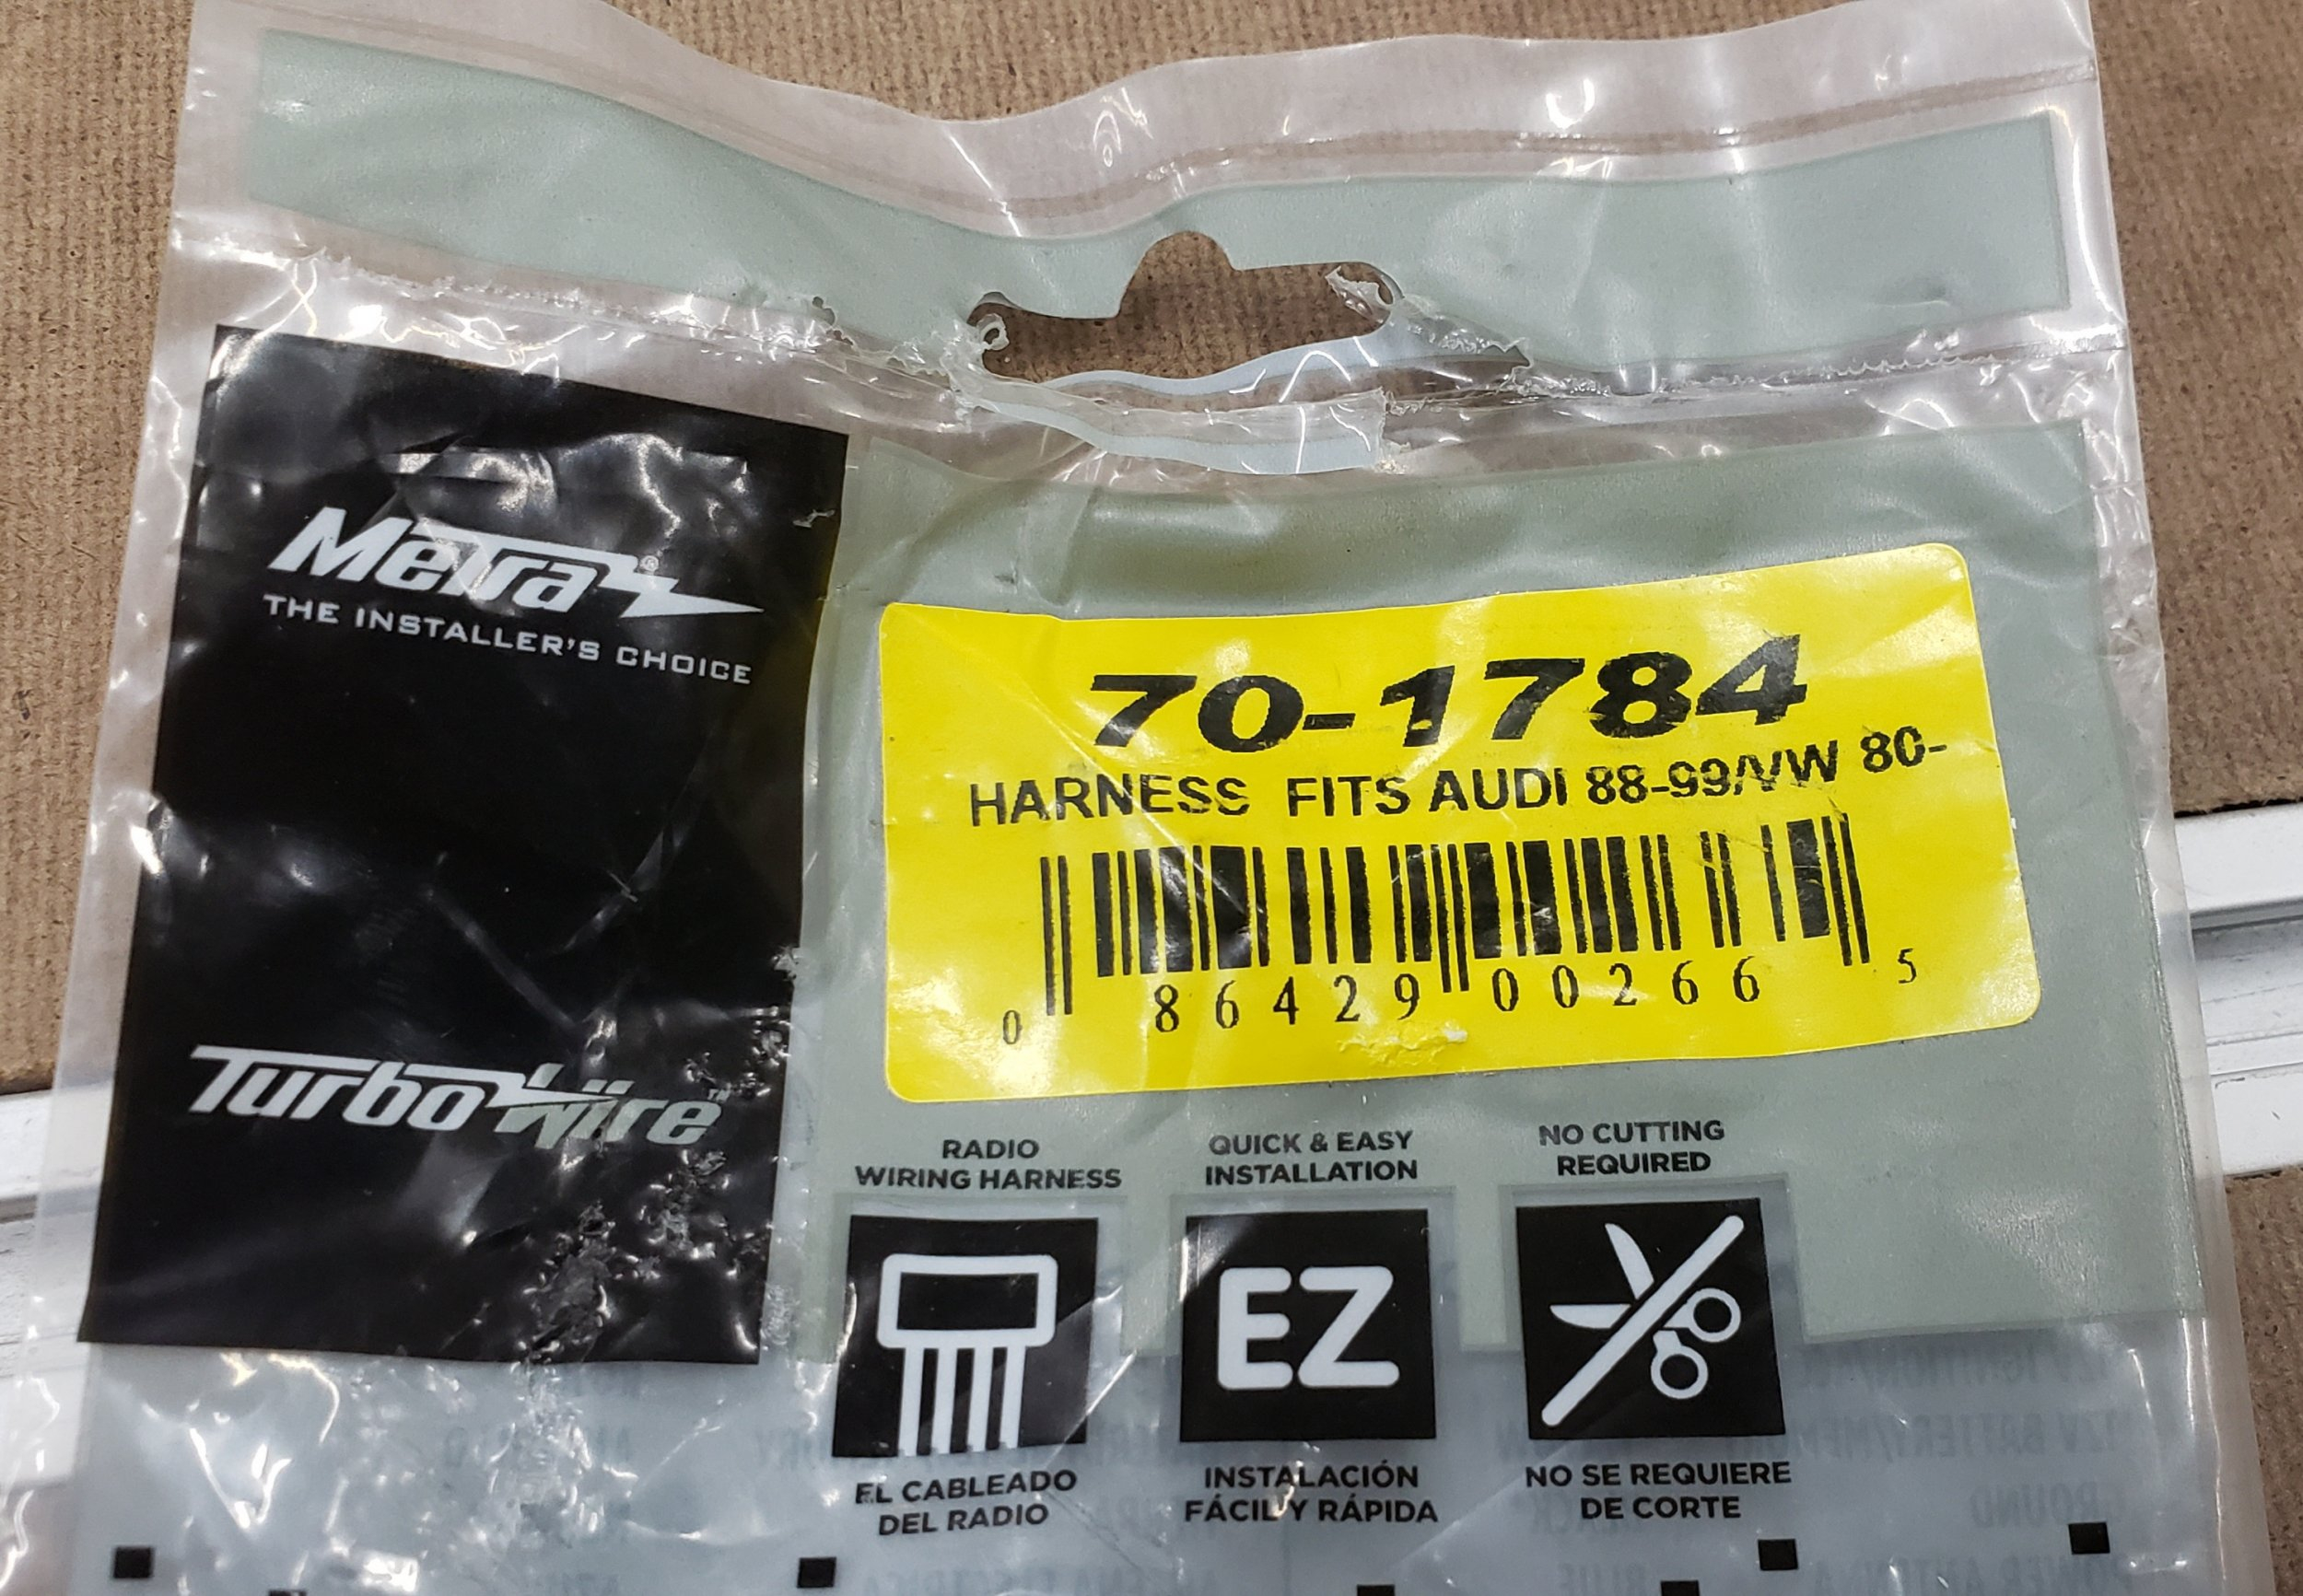 Metra®
THE INSTALLER'S CHOICE
TurboWire™
70-1784
HARNESS FITS AUDI 88-99/VW 80-
0 86429 00266 5
RADIO
WIRING HARNESS
QUICK & EASY
INSTALLATION
NO CUTTING
REQUIRED
EZ
EL CABLEADO
DEL RADIO
INSTALACIÓN
FÁCIL Y RÁPIDA
NO SE REQUIERE
DE CORTE